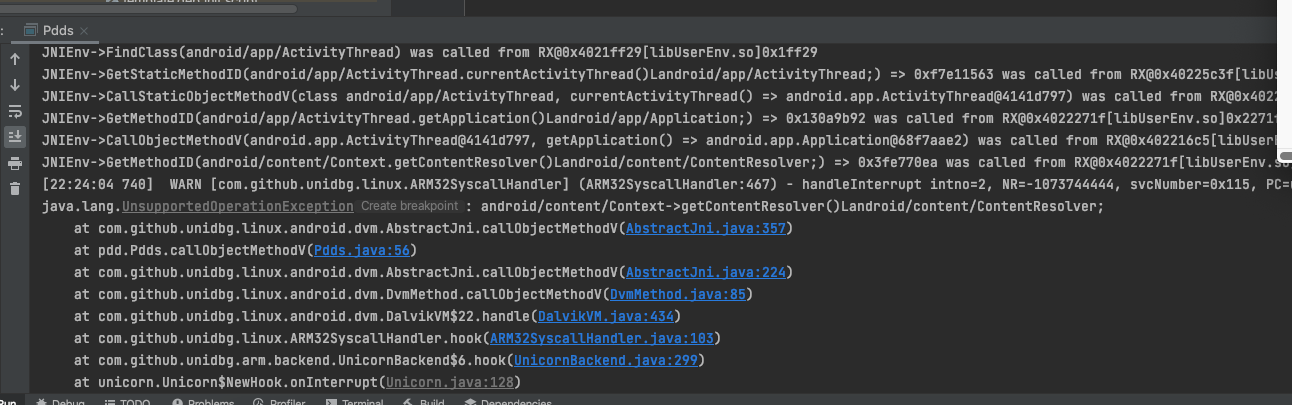 Pdds ×
JNIEnv->FindClass(android/app/ActivityThread) was called from RX@0x4021ff29[libUserEnv.so]0x1ff29
JNIEnv->GetStaticMethodID(android/app/ActivityThread.currentActivityThread()Landroid/app/ActivityThread;) => 0xf7e11563 was called from RX@0x40225c3f[libUs
JNIEnv->CallStaticObjectMethodV(class android/app/ActivityThread, currentActivityThread() => android.app.ActivityThread@4141d797) was called from RX@0x402
JNIEnv->GetMethodID(android/app/ActivityThread.getApplication()Landroid/app/Application;) => 0x130a9b92 was called from RX@0x4022271f[libUserEnv.so]0x2271f
JNIEnv->CallObjectMethodV(android.app.ActivityThread@4141d797, getApplication() => android.app.Application@68f7aae2) was called from RX@0x402216c5[libUserE
JNIEnv->GetMethodID(android/content/Context.getContentResolver()Landroid/content/ContentResolver;) => 0x3fe770ea was called from RX@0x4022271f[libUserEnv.so
[22:24:04 740]  WARN [com.github.unidbg.linux.ARM32SyscallHandler] (ARM32SyscallHandler:467) - handleInterrupt intno=2, NR=-1073744444, svcNumber=0x115, PC=
java.lang.UnsupportedOperationException Create breakpoint : android/content/Context->getContentResolver()Landroid/content/ContentResolver;
at com.github.unidbg.linux.android.dvm.AbstractJni.callObjectMethodV(AbstractJni.java:357)
at pdd.Pdds.callObjectMethodV(Pdds.java:56)
at com.github.unidbg.linux.android.dvm.AbstractJni.callObjectMethodV(AbstractJni.java:224)
at com.github.unidbg.linux.android.dvm.DvmMethod.callObjectMethodV(DvmMethod.java:85)
at com.github.unidbg.linux.android.dvm.DalvikVM$22.handle(DalvikVM.java:434)
at com.github.unidbg.linux.ARM32SyscallHandler.hook(ARM32SyscallHandler.java:103)
at com.github.unidbg.arm.backend.UnicornBackend$6.hook(UnicornBackend.java:299)
at unicorn.Unicorn$NewHook.onInterrupt(Unicorn.java:128)
Run Debug TODO Problems Profiler Terminal Build Dependencies